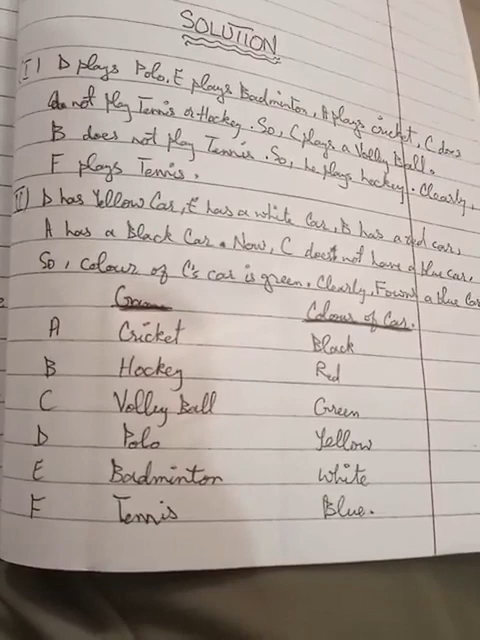 SOLUTION
I) D plays Polo, E plays Badminton, A plays cricket, C does
do not play Tennis or Hockey. So, C plays a Volley Ball.
B does not play Tennis. So, he plays hockey. Clearly,
F plays Tennis.
II) D has Yellow Car, E has a white Car, B has a red car,
A has a Black Car. Now, C does not have a blue car,
So, colour of C's car is green. Clearly, F owns a blue Car
Game Colour of Car.
A Cricket Black
B Hockey Red
C Volley Ball Green
D Polo Yellow
E Badminton White
F Tennis Blue.